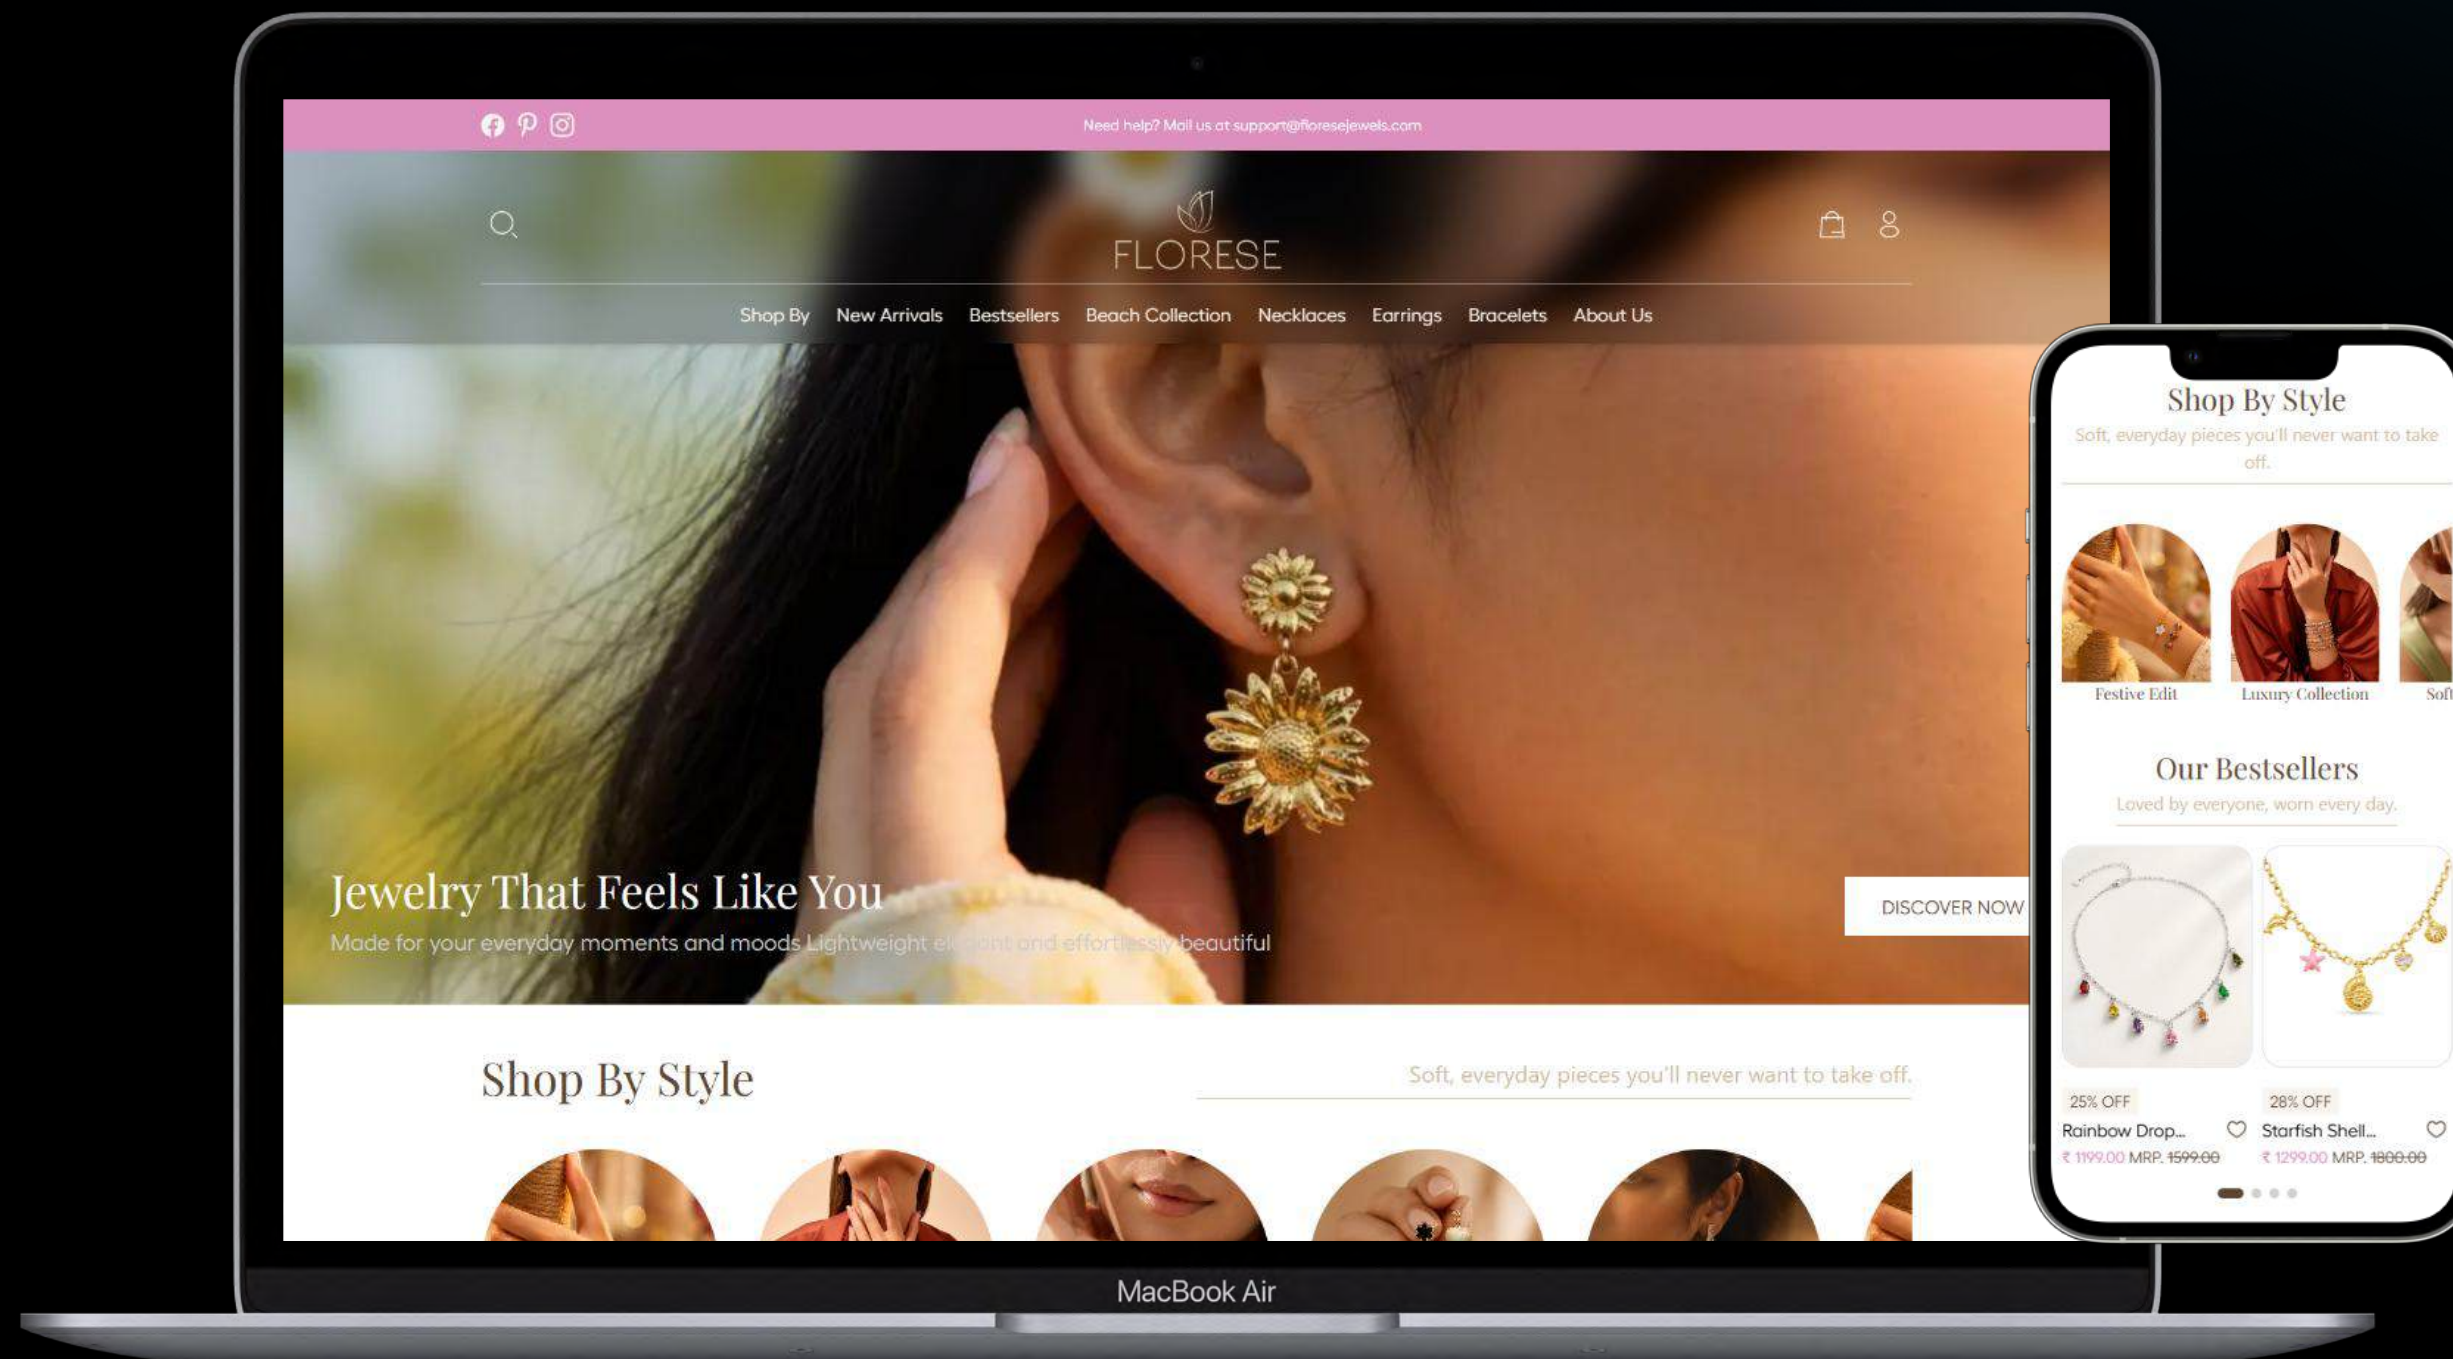 Need help? Mail us at support@floresejewels.com
FLORESE
Shop By New Arrivals Bestsellers Beach Collection Necklaces Earrings Bracelets About Us
Jewelry That Feels Like You
Made for your everyday moments and moods Lightweight elegant and effortlessly beautiful
DISCOVER NOW
Shop By Style
Soft, everyday pieces you'll never want to take off.
MacBook Air
Shop By Style
Soft, everyday pieces you'll never want to take
off.
Festive Edit
Luxury Collection
Soft
Our Bestsellers
Loved by everyone, worn every day.
25% OFF
Rainbow Drop...
₹ 1199.00 MRP. 1599.00
28% OFF
Starfish Shell...
₹ 1299.00 MRP. 1800.00